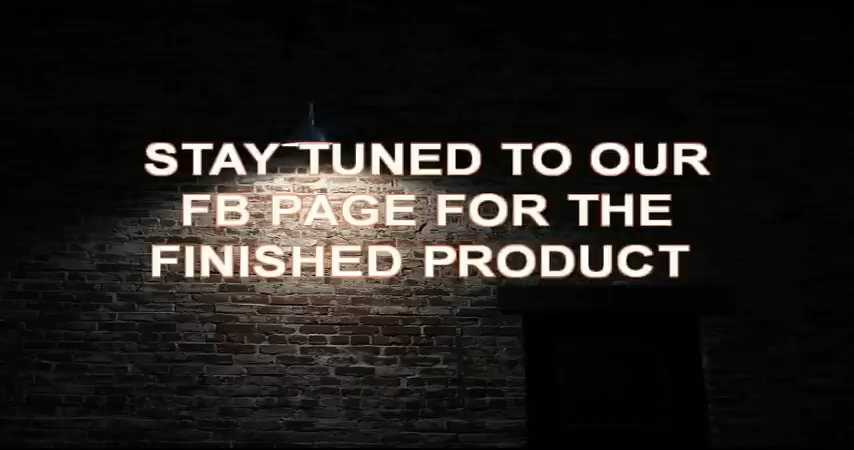 STAY TUNED TO OUR
FB PAGE FOR THE
FINISHED PRODUCT